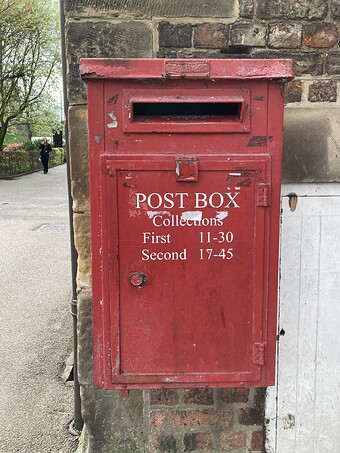 POST BOX
Collections
First 11-30
Second 17-45